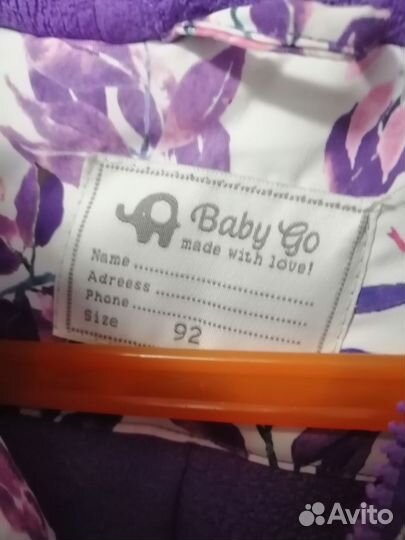 Baby Go
made with love!
Name
Adreess
Phone
Size 92
Avito